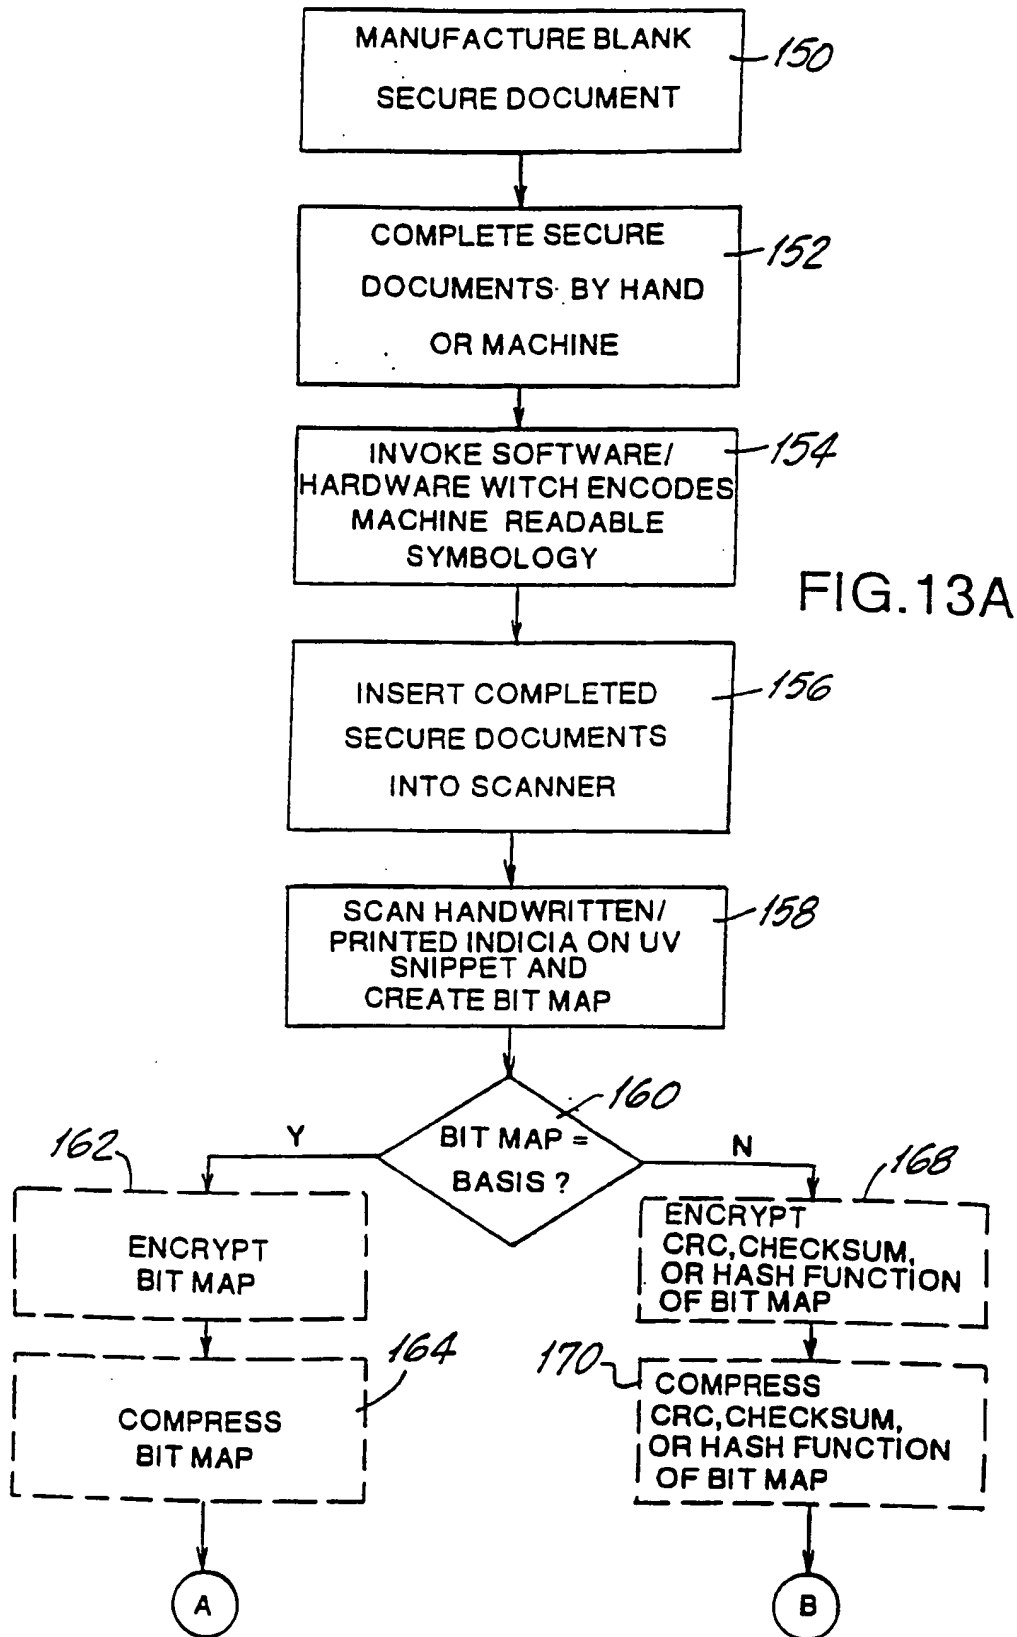 MANUFACTURE BLANK
SECURE DOCUMENT
150
COMPLETE SECURE
DOCUMENTS BY HAND
OR MACHINE
152
INVOKE SOFTWARE/
HARDWARE WITCH ENCODES
MACHINE READABLE
SYMBOLOGY
154
FIG.13A
INSERT COMPLETED
SECURE DOCUMENTS
INTO SCANNER
156
SCAN HANDWRITTEN/
PRINTED INDICIA ON UV
SNIPPET AND
CREATE BIT MAP
158
BIT MAP =
BASIS ?
160
Y
N
162
ENCRYPT
BIT MAP
168
ENCRYPT
CRC, CHECKSUM,
OR HASH FUNCTION
OF BIT MAP
164
COMPRESS
BIT MAP
170
COMPRESS
CRC, CHECKSUM,
OR HASH FUNCTION
OF BIT MAP
A
B